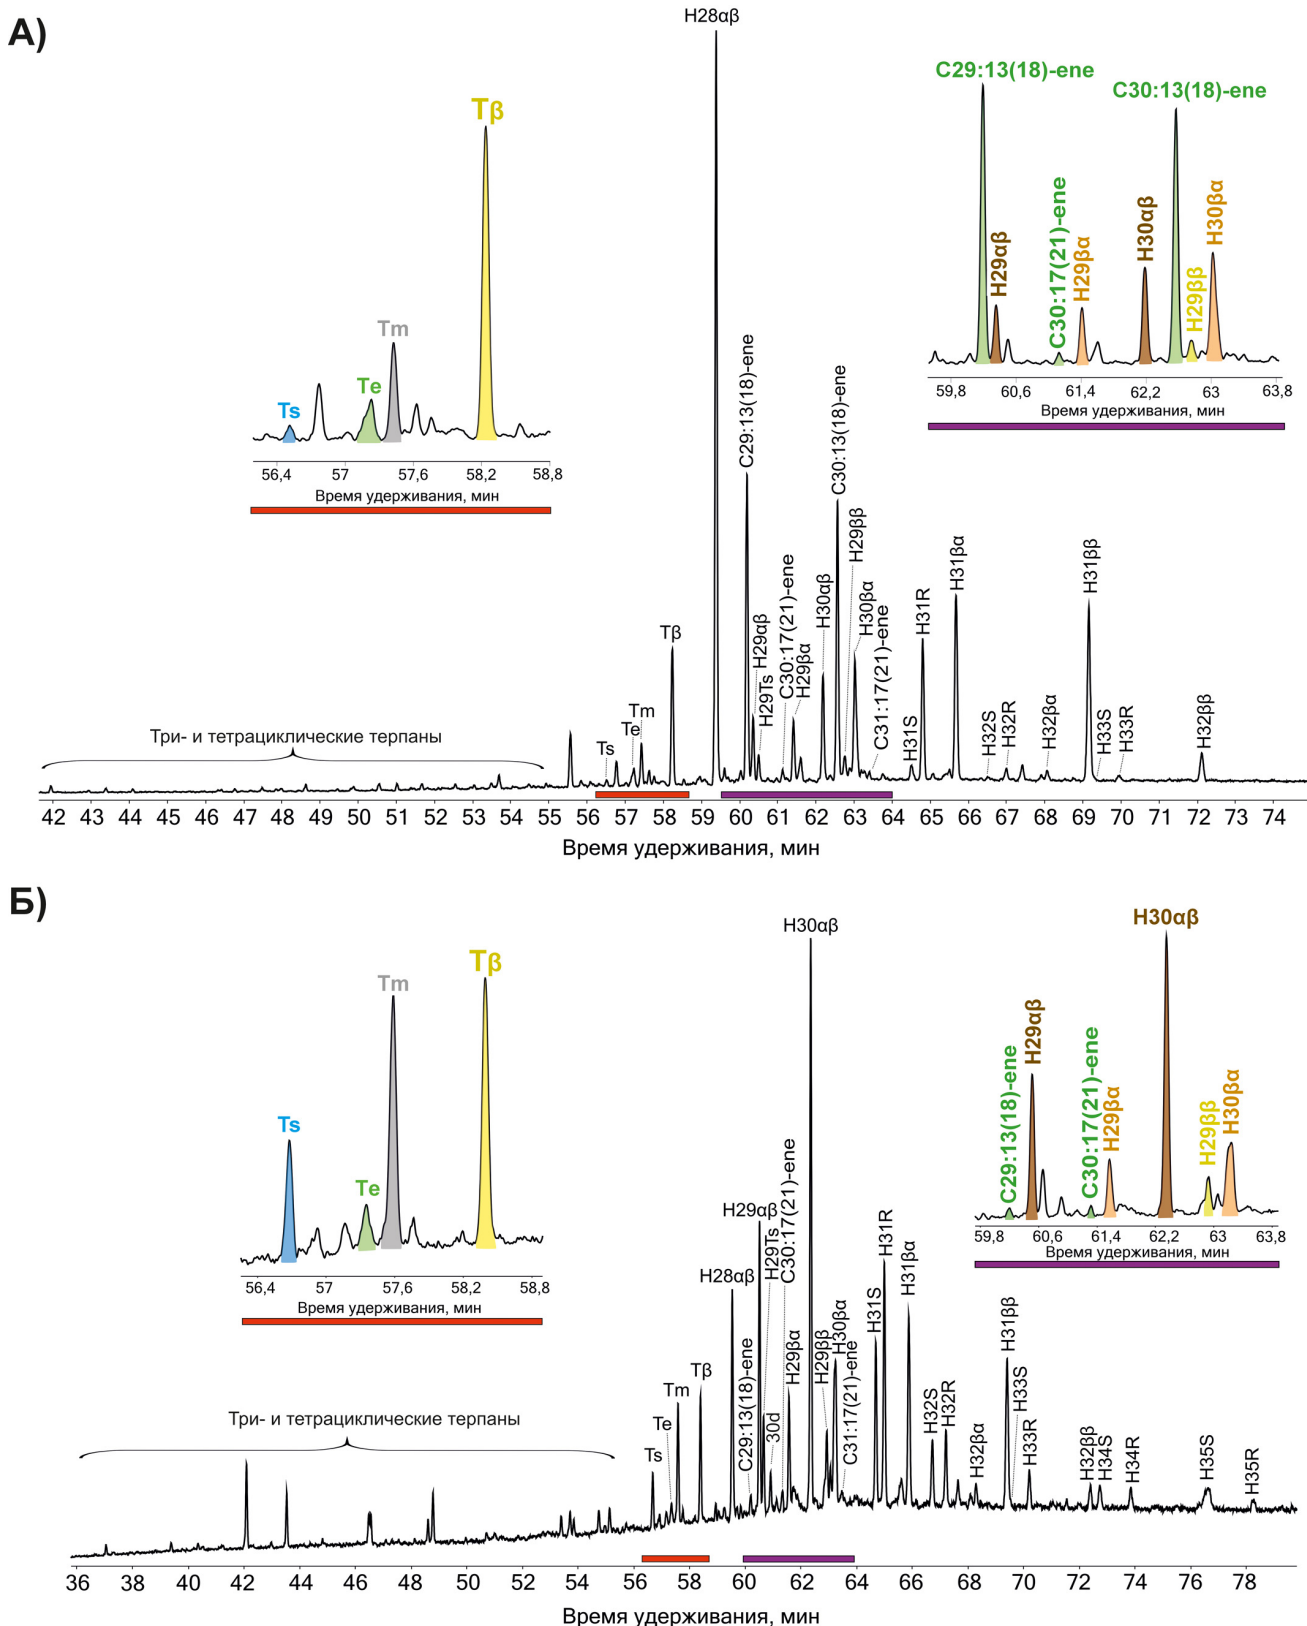 А)
H28αβ
C29:13(18)-ene
C30:13(18)-ene
Tβ
Tm
Te
Ts
H29αβ
C30:17(21)-ene
H29βα
H30αβ
H29ββ
H30βα
56,4 57 57,6 58,2 58,8
Время удерживания, мин
59,8 60,6 61,4 62,2 63 63,8
Время удерживания, мин
Три- и тетрациклические терпаны
Ts
Te
Tm
Tβ
C29:13(18)-ene
H29αβ
H29Ts
C30:17(21)-ene
H29βα
H30αβ
C30:13(18)-ene
H29ββ
H30βα
C31:17(21)-ene
H31S
H31R
H31βα
H32S
H32R
H32βα
H31ββ
H33S
H33R
H32ββ
42 43 44 45 46 47 48 49 50 51 52 53 54 55 56 57 58 59 60 61 62 63 64 65 66 67 68 69 70 71 72 73 74
Время удерживания, мин
Б)
H30αβ
Tβ
Tm
Ts
Te
H30αβ
C29:13(18)-ene
H29αβ
C30:17(21)-ene
H29βα
H29ββ
H30βα
56,4 57 57,6 58,2 58,8
Время удерживания, мин
59,8 60,6 61,4 62,2 63 63,8
Время удерживания, мин
Три- и тетрациклические терпаны
Ts
Te
Tm
Tβ
H28αβ
C29:13(18)-ene
H29αβ
H29Ts
30d
C30:17(21)-ene
H29βα
H29ββ
H30βα
C31:17(21)-ene
H31S
H31R
H31βα
H32S
H32R
H32βα
H31ββ
H33S
H33R
H32ββ
H34S
H34R
H35S
H35R
36 38 40 42 44 46 48 50 52 54 56 58 60 62 64 66 68 70 72 74 76 78
Время удерживания, мин